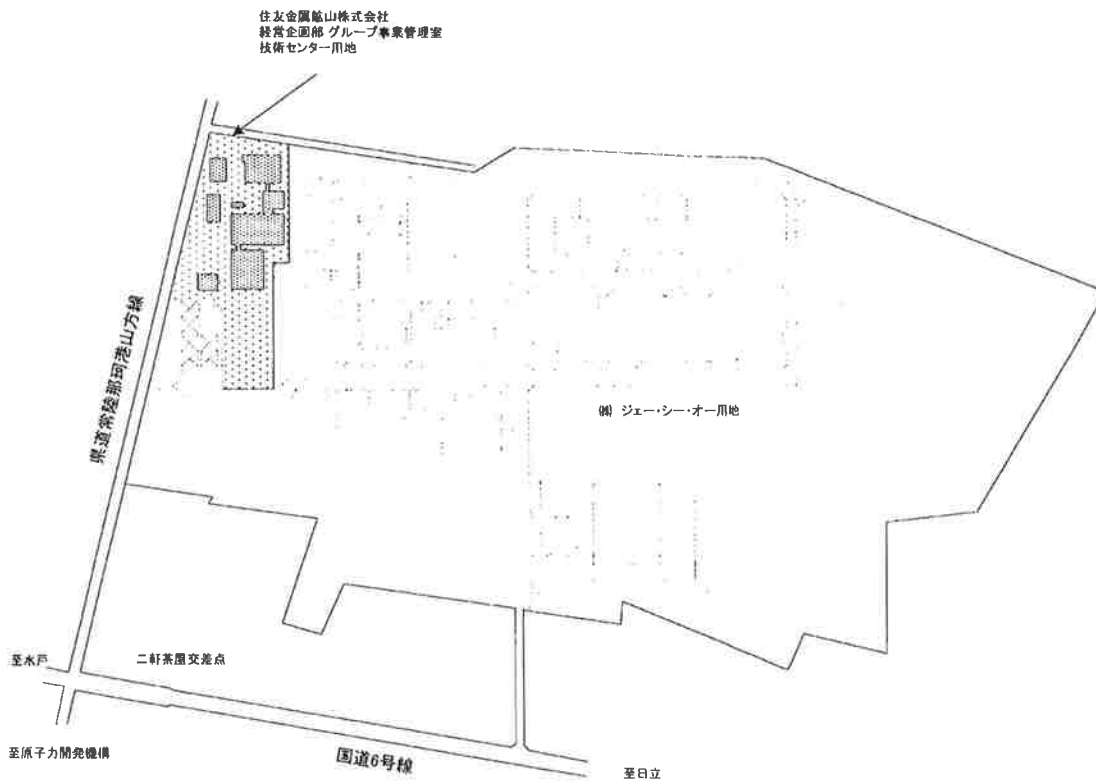 住友金属鉱山株式会社
経営企画部 グループ事業管理室
技術センター用地
県道常陸那珂港山方線
㈱ ジェー・シー・オー用地
至水戸
二軒茶屋交差点
至原子力開発機構
国道6号線
至日立